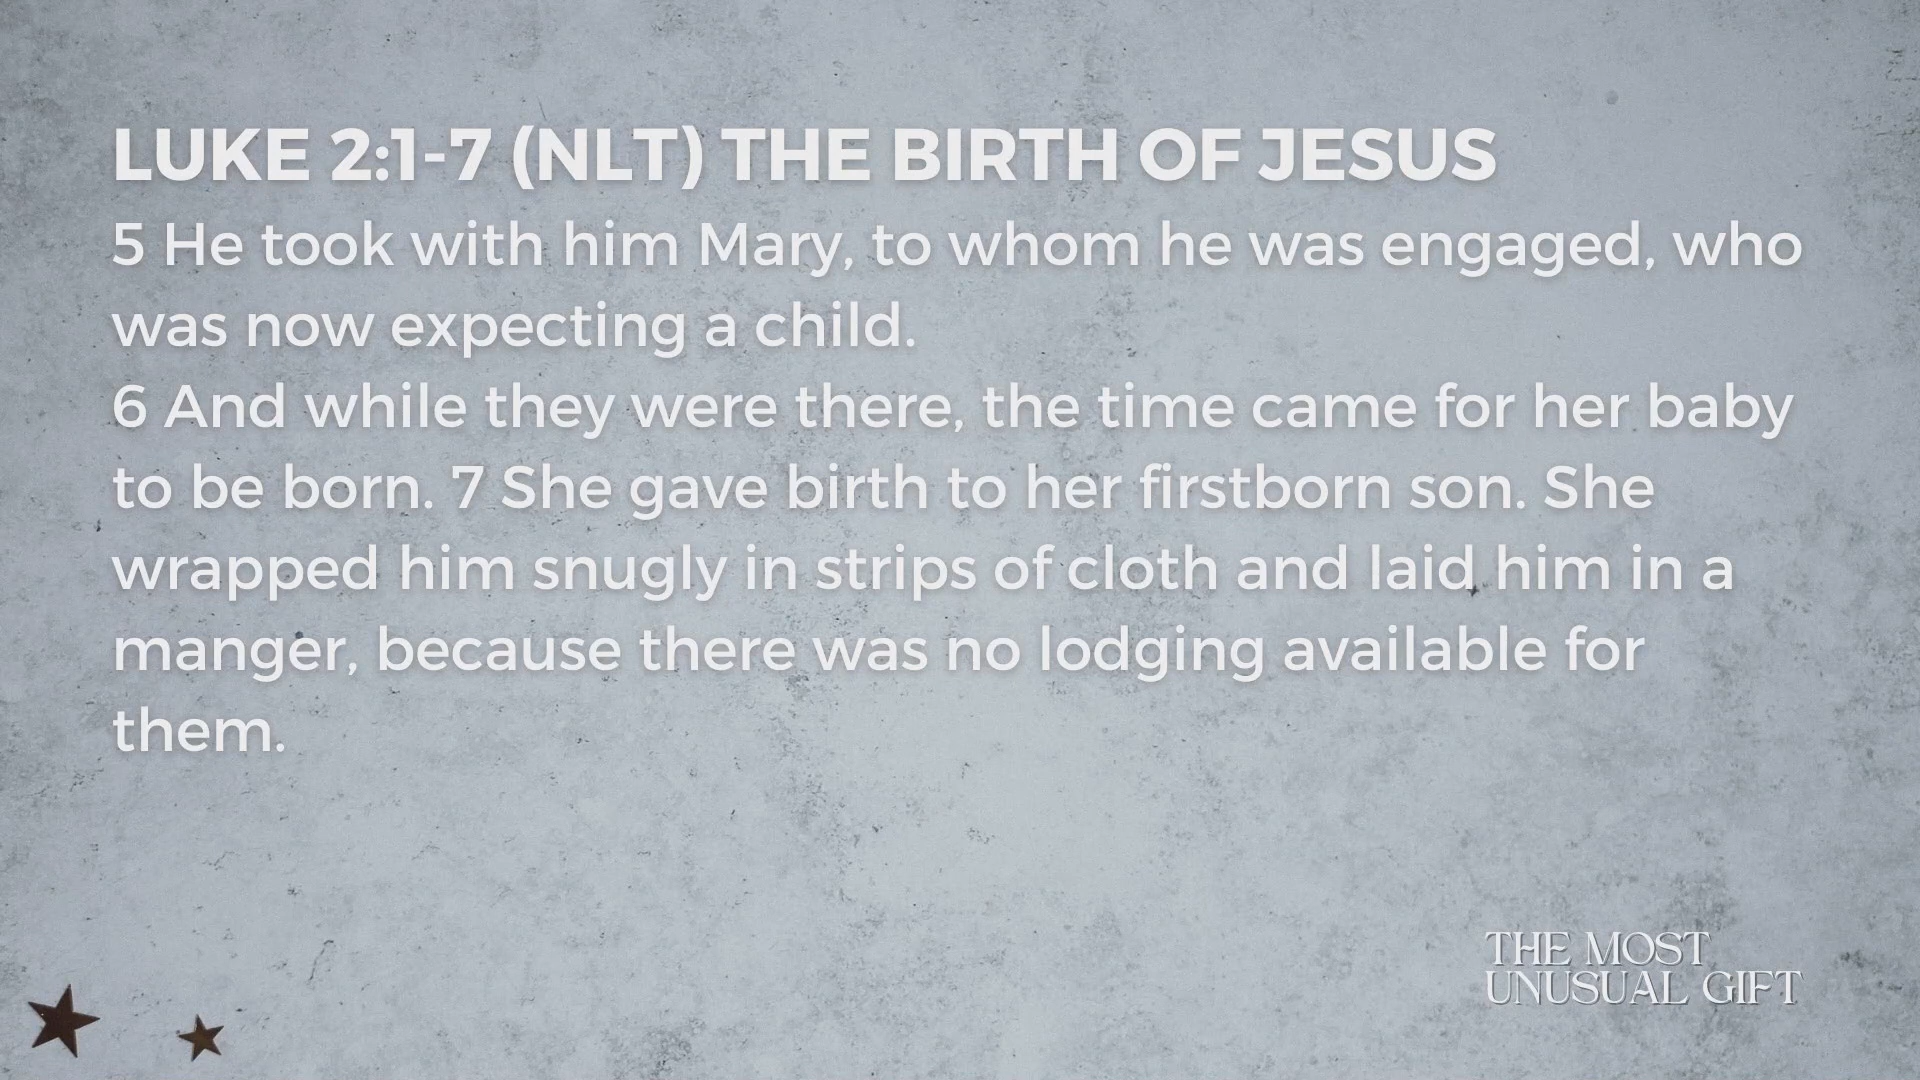 LUKE 2:1-7 (NLT) THE BIRTH OF JESUS
5 He took with him Mary, to whom he was engaged, who
was now expecting a child.
6 And while they were there, the time came for her baby
to be born. 7 She gave birth to her firstborn son. She
wrapped him snugly in strips of cloth and laid him in a
manger, because there was no lodging available for
them.
THE MOST
UNUSUAL GIFT